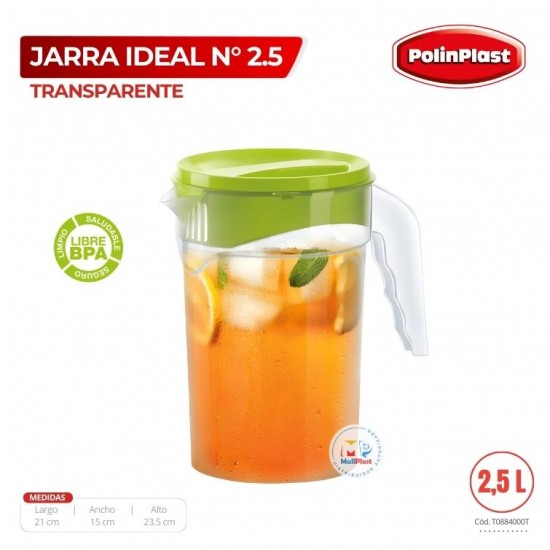 JARRA IDEAL N° 2.5
TRANSPARENTE
PolinPlast
SALUDABLE
LIMPIO
LIBRE
BPA
SEGURO
MallPlast
MEDIDAS
Largo
21 cm
Ancho
15 cm
Alto
23.5 cm
2,5 L
Cód. T0884000T